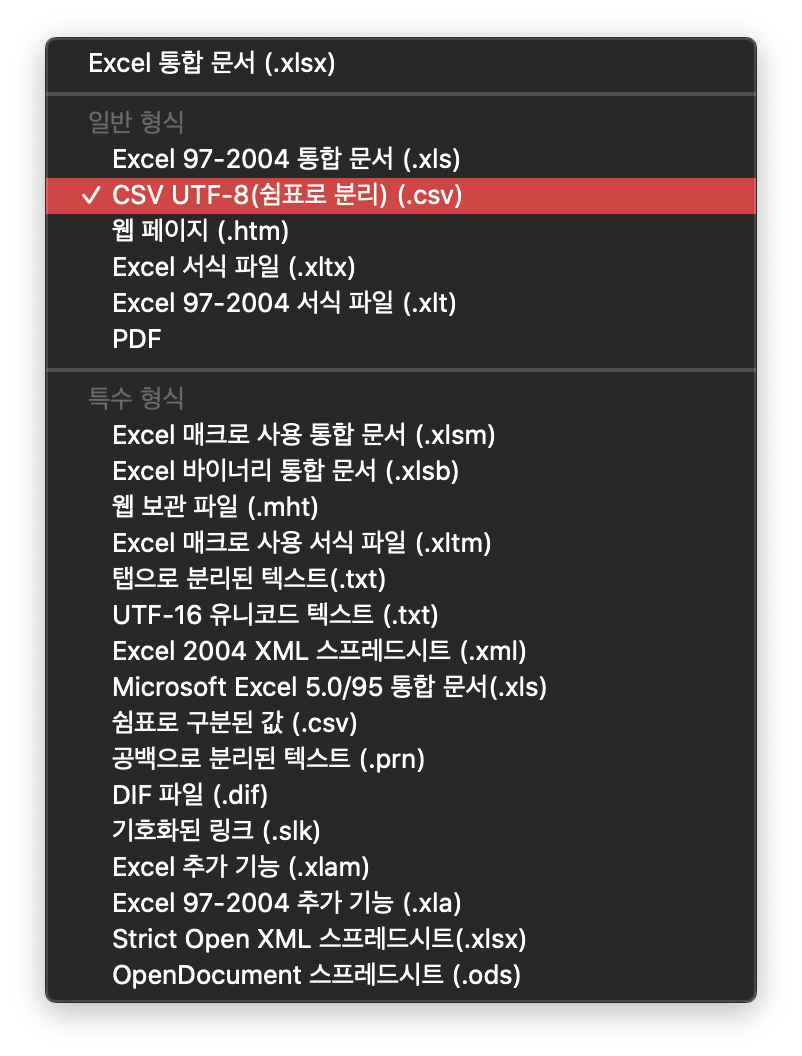 Excel 통합 문서 (.xlsx)
일반 형식
Excel 97-2004 통합 문서 (.xls)
✓ CSV UTF-8(쉼표로 분리) (.csv)
웹 페이지 (.htm)
Excel 서식 파일 (.xltx)
Excel 97-2004 서식 파일 (.xlt)
PDF
특수 형식
Excel 매크로 사용 통합 문서 (.xlsm)
Excel 바이너리 통합 문서 (.xlsb)
웹 보관 파일 (.mht)
Excel 매크로 사용 서식 파일 (.xltm)
탭으로 분리된 텍스트(.txt)
UTF-16 유니코드 텍스트 (.txt)
Excel 2004 XML 스프레드시트 (.xml)
Microsoft Excel 5.0/95 통합 문서(.xls)
쉼표로 구분된 값 (.csv)
공백으로 분리된 텍스트 (.prn)
DIF 파일 (.dif)
기호화된 링크 (.slk)
Excel 추가 기능 (.xlam)
Excel 97-2004 추가 기능 (.xla)
Strict Open XML 스프레드시트(.xlsx)
OpenDocument 스프레드시트 (.ods)